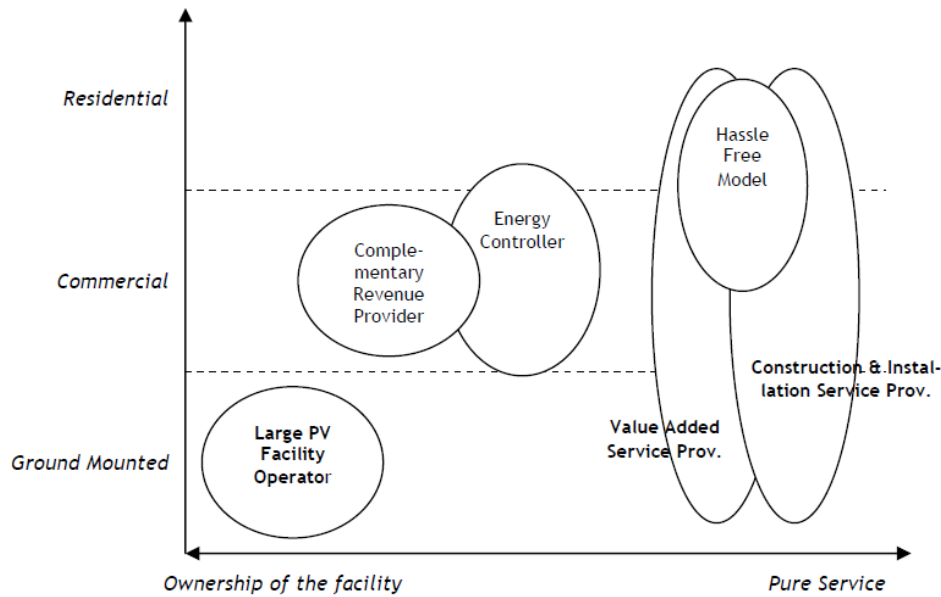 Residential
Hassle
Free
Model
Energy
Controller
Comple-
mentary
Revenue
Provider
Commercial
Construction & Instal-
lation Service Prov.
Value Added
Service Prov.
Large PV
Facility
Operator
Ground Mounted
Ownership of the facility
Pure Service